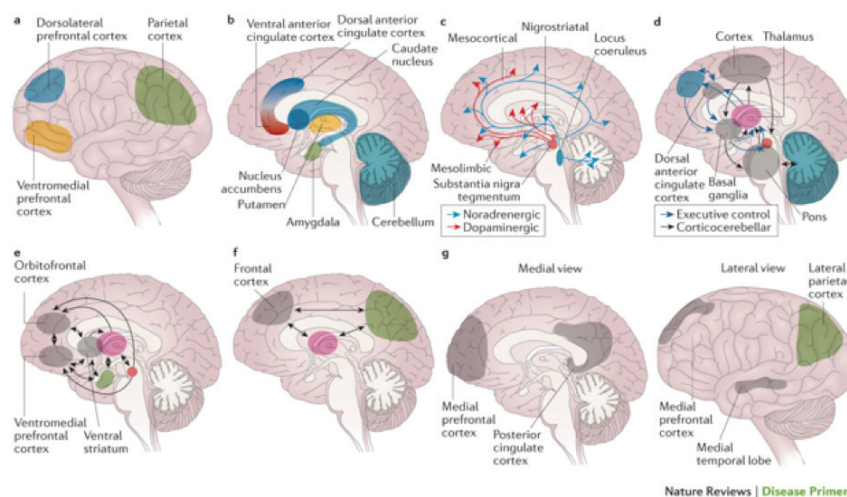 a
Dorsolateral
prefrontal cortex
Parietal
cortex
Ventromedial
prefrontal
cortex
b
Ventral anterior
cingulate cortex
Dorsal anterior
cingulate cortex
Caudate
nucleus
Nucleus
accumbens
Putamen
Amygdala
Cerebellum
c
Mesocortical
Nigrostriatal
Locus
coeruleus
Mesolimbic
Substantia nigra
tegmentum
Noradrenergic
Dopaminergic
d
Cortex
Thalamus
Dorsal
anterior
cingulate
cortex
Basal
ganglia
Pons
Executive control
Corticocerebellar
e
Orbitofrontal
cortex
Ventromedial
prefrontal
cortex
Ventral
striatum
f
Frontal
cortex
g
Medial view
Medial
prefrontal
cortex
Posterior
cingulate
cortex
Lateral view
Lateral
parietal
cortex
Medial
prefrontal
cortex
Medial
temporal lobe
Nature Reviews | Disease Primer